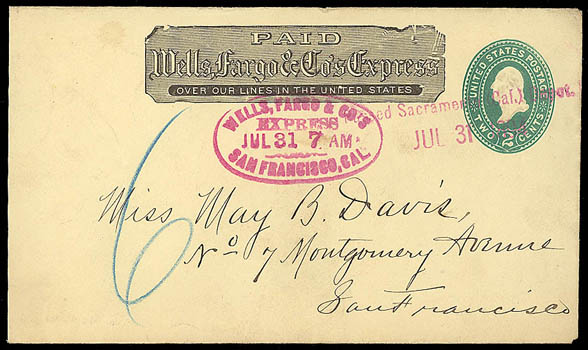 PAID
Wells, Fargo & Co's Express
OVER OUR LINES IN THE UNITED STATES
UNITED STATES POSTAGE
TWO 2 CENTS
WELLS, FARGO & CO'S
EXPRESS
JUL 31 7 AM
SAN FRANCISCO, CAL.
Sacramento (Cal.) Depot.
JUL 31
6
Miss May B. Davis,
No 7 Montgomery Avenue
San Francisco